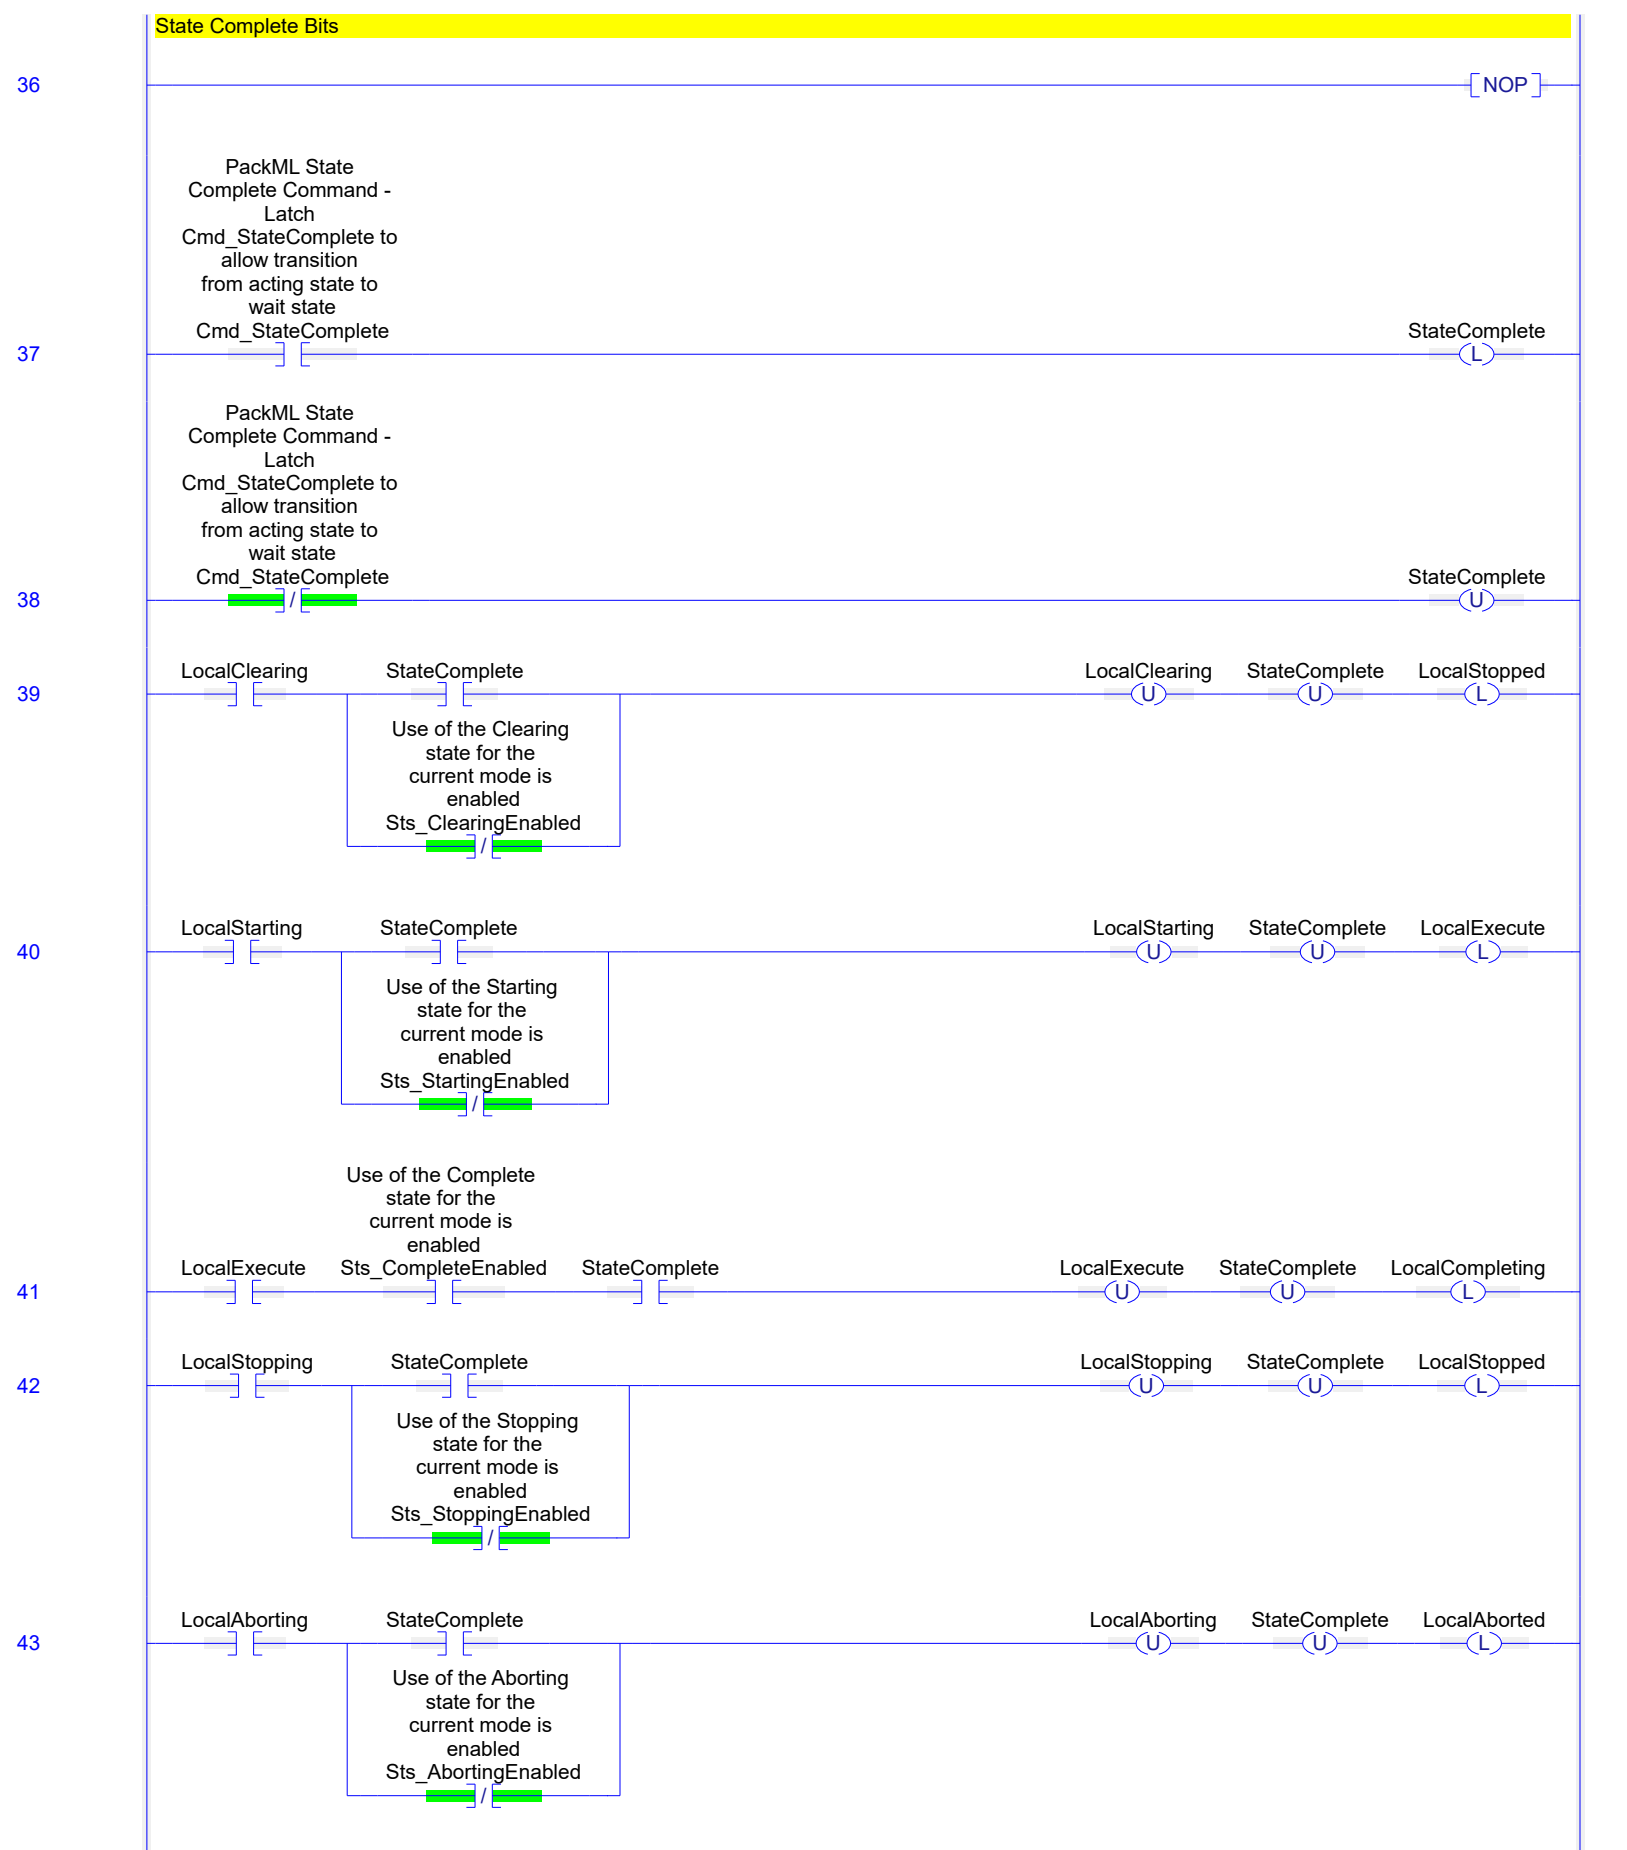 State Complete Bits
36
NOP
PackML State
Complete Command -
Latch
Cmd_StateComplete to
allow transition
from acting state to
wait state
Cmd_StateComplete
StateComplete
37
L
PackML State
Complete Command -
Latch
Cmd_StateComplete to
allow transition
from acting state to
wait state
Cmd_StateComplete
StateComplete
38
/
U
LocalClearing
StateComplete
LocalClearing
StateComplete
LocalStopped
39
U
U
L
Use of the Clearing
state for the
current mode is
enabled
Sts_ClearingEnabled
/
LocalStarting
StateComplete
LocalStarting
StateComplete
LocalExecute
40
U
U
L
Use of the Starting
state for the
current mode is
enabled
Sts_StartingEnabled
/
Use of the Complete
state for the
current mode is
enabled
LocalExecute
Sts_CompleteEnabled
StateComplete
LocalExecute
StateComplete
LocalCompleting
41
U
U
L
LocalStopping
StateComplete
LocalStopping
StateComplete
LocalStopped
42
U
U
L
Use of the Stopping
state for the
current mode is
enabled
Sts_StoppingEnabled
/
LocalAborting
StateComplete
LocalAborting
StateComplete
LocalAborted
43
U
U
L
Use of the Aborting
state for the
current mode is
enabled
Sts_AbortingEnabled
/